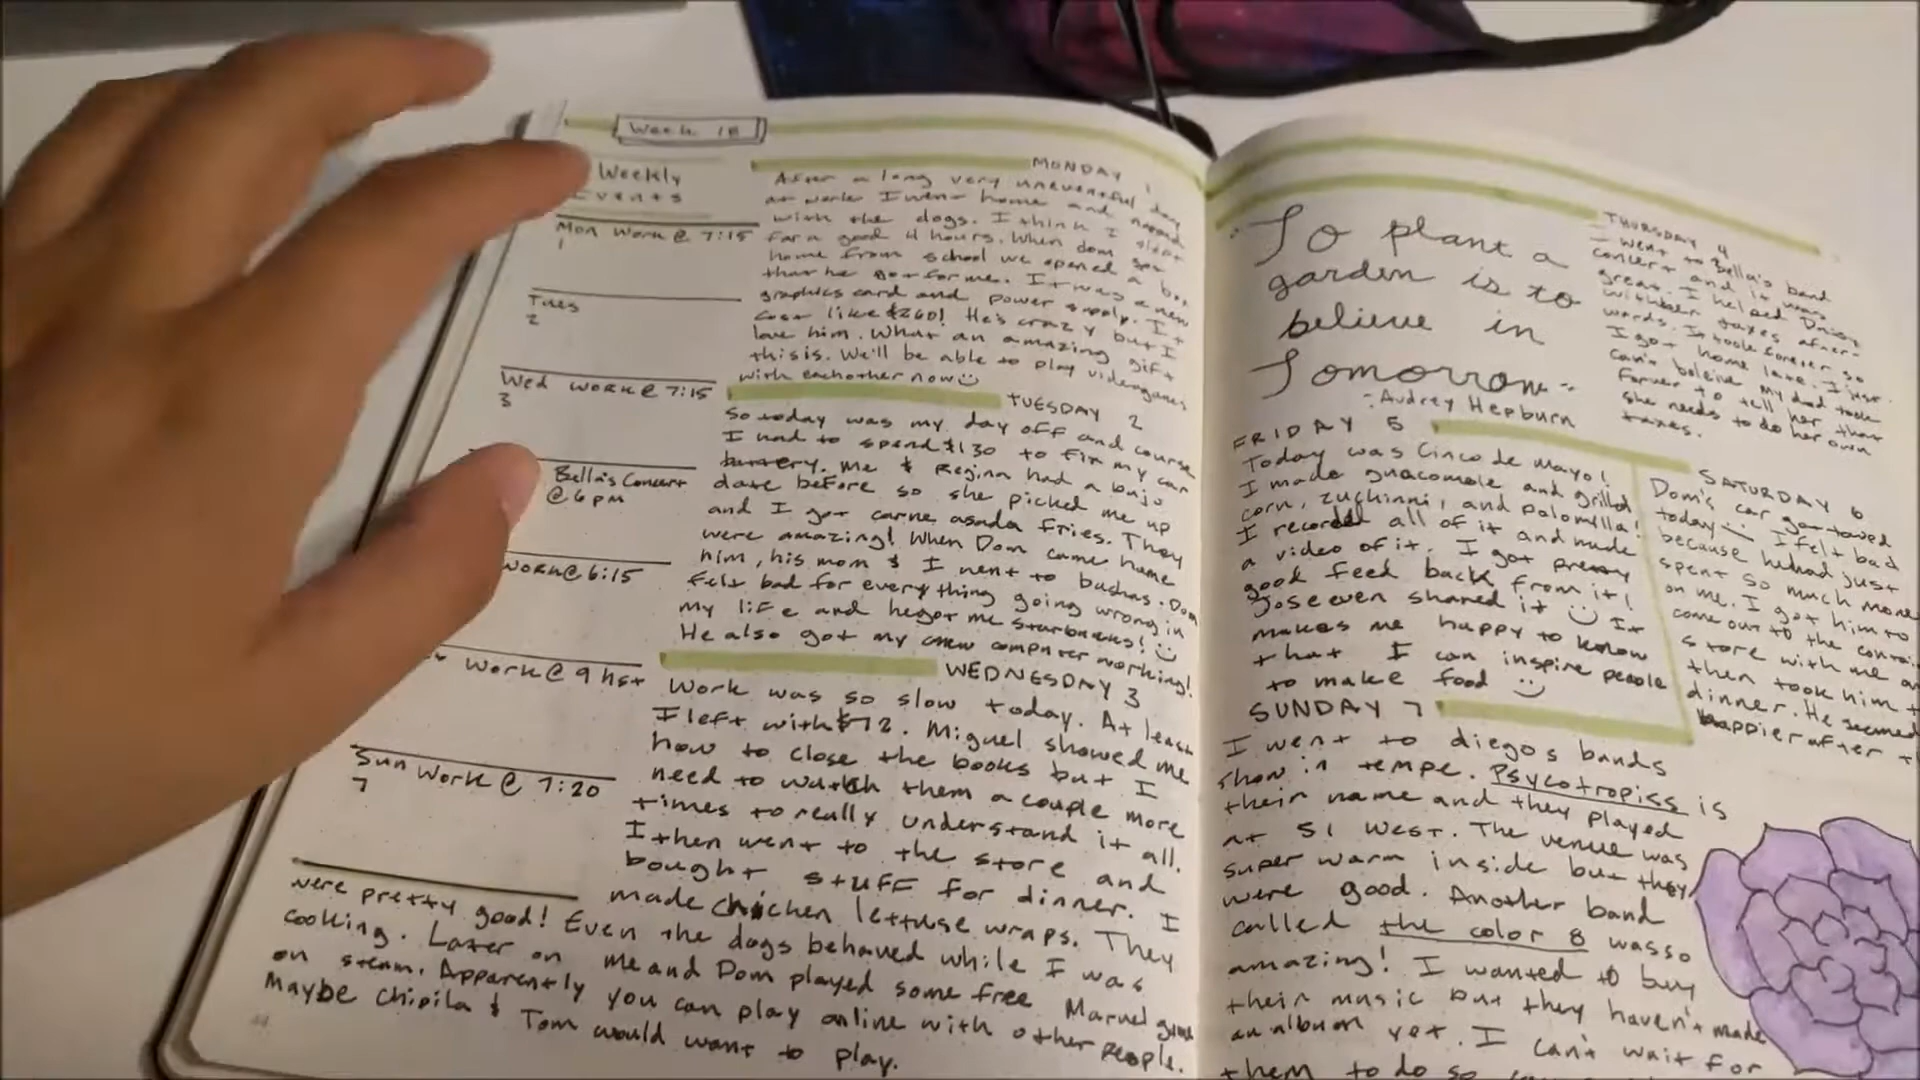 Week 18
Weekly
Events
Mon Work @ 7:15
1
Tues
2
Wed work @ 7:15
3
Bella's Concert
@ 6 pm
work @ 6:15
Work @ 9 hst
Sun Work @ 7:20
7
MONDAY 1
After a long very uneventful day
at work I went home and napped
with the dogs. I think I slept
for a good 4 hours. When dom got
home from school we opened a box
that he got for me. It was a new
graphics card and power supply. It
cost like $260! He's crazy but I
love him. What an amazing gift
this is. We'll be able to play videogames
with eachother now
TUESDAY 2
So today was my day off and course
I had to spend $130 to fix my car
battery. Me & Regina had a bujo
date before so she picked me up
and I got carne asada fries. They
were amazing! When Dom came home
him, his mom & I went to bashas. Dom
felt bad for everything going wrong in
my life and he got me starbucks!
He also got my new computer working!
WEDNESDAY 3
Work was so slow today. At least
I left with $72. Miguel showed me
how to close the books but I
need to watch them a couple more
times to really understand it all.
I then went to the store and
bought stuff for dinner. I
made chicken lettuse wraps. They
were pretty good! Even the dogs behaved while I was
cooking. Later on me and Dom played some free Marvel game
on steam. Apparently you can play online with other people.
Maybe Chipila & Tom would want to play.
44
To plant a
garden is to
believe in
Tomorrow
- Audrey Hepburn
THURSDAY 4
I went to Bella's band
concert and it was
great. I helped
with her taxes after-
words. It took forever so
I got home late. I just
can't beleive my dad took
forever to tell her that
she needs to do her own
taxes.
FRIDAY 5
Today was Cinco de Mayo!
I made guacomole and grilled
corn, zuchinni, and palomilla!
I recorded all of it and made
a video of it. I got pretty
good feed back from it!
Jose even shared it It
makes me happy to know
that I can inspire people
to make food
SATURDAY 6
Dom's car got towed
today I felt bad
because he had just
spent so much money
on me. I got him to
come out to the
store with me
then took him
dinner. He seemed
happier after
SUNDAY 7
I went to diegos bands
show in tempe. Psycotropiss is
their name and they played
at 51 West. The venue was
super warm inside but they
were good. Another band
called the color 8 was so
amazing! I wanted to buy
their music but they haven't made
an album yet. I can't wait for
them to do so